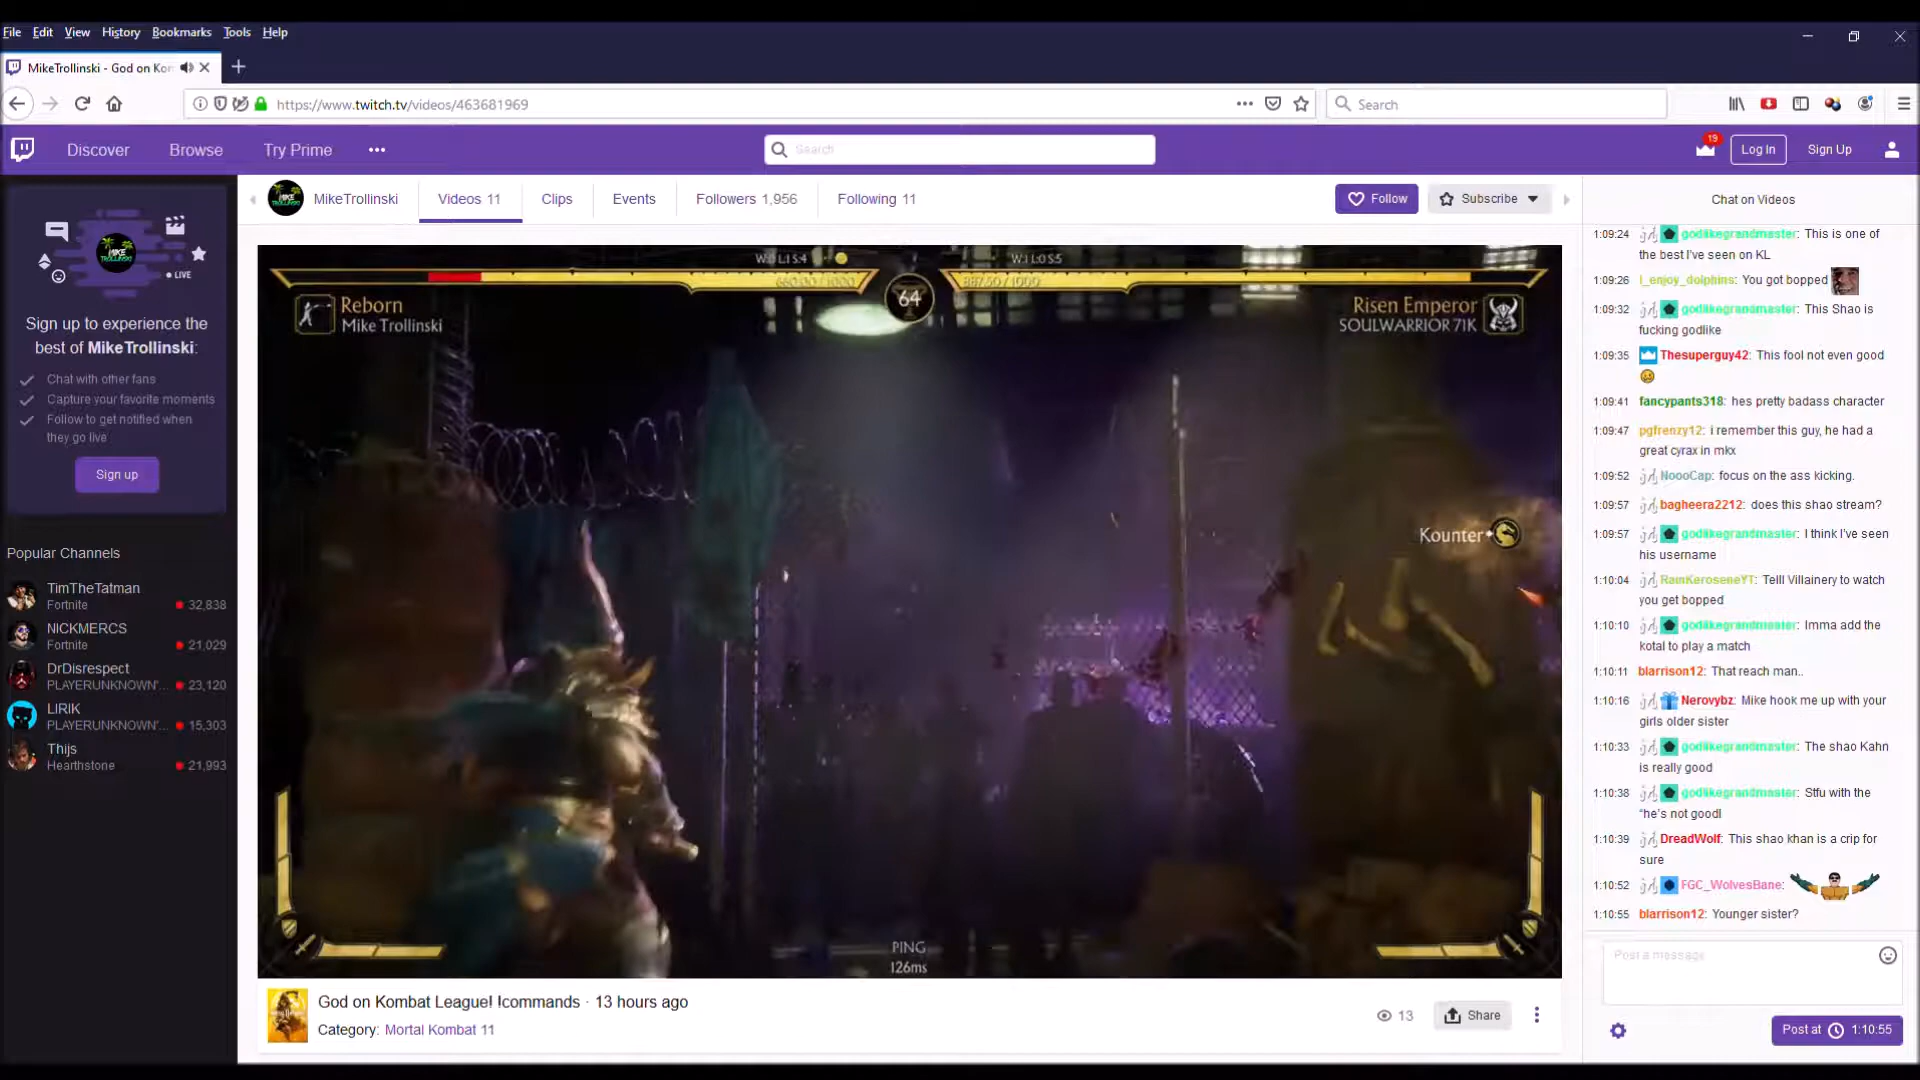 File Edit View History Bookmarks Tools Help
MikeTrollinski - God on Kon
https://www.twitch.tv/videos/463681969
Search
Discover Browse Try Prime
Search
19
Log In
Sign Up
MikeTrollinski
Videos 11
Clips
Events
Followers 1,956
Following 11
Follow
Subscribe
Chat on Videos
MIKE TROLLINSKI
LIVE
Sign up to experience the
best of MikeTrollinski:
Chat with other fans
Capture your favorite moments
Follow to get notified when
they go live
Sign up
Popular Channels
TimTheTatman
Fortnite 32,838
NICKMERCS
Fortnite 21,029
DrDisrespect
PLAYERUNKNOWN'... 23,120
LIRIK
PLAYERUNKNOWN'... 15,303
Thijs
Hearthstone 21,993
64
Reborn
Mike Trollinski
Risen Emperor
SOULWARRIOR 71K
Kounter
PING
126ms
God on Kombat League! !commands · 13 hours ago
Category: Mortal Kombat 11
13
Share
1:09:24 godlikegrandmaster: This is one of
the best I've seen on KL
1:09:26 I_enjoy_dolphins: You got bopped
1:09:32 godlikegrandmaster: This Shao is
fucking godlike
1:09:35 Thesuperguy42: This fool not even good
1:09:41 fancypants318: hes pretty badass character
1:09:47 pgfrenzy12: i remember this guy, he had a
great cyrax in mkx
1:09:52 NoooCap: focus on the ass kicking.
1:09:57 bagheera2212: does this shao stream?
1:09:57 godlikegrandmaster: I think I've seen
his username
1:10:04 RamKeroseneYT: Telll Villainery to watch
you get bopped
1:10:10 godlikegrandmaster: Imma add the
kotal to play a match
1:10:11 blarrison12: That reach man..
1:10:16 Nerovybz: Mike hook me up with your
girls older sister
1:10:33 godlikegrandmaster: The shao Kahn
is really good
1:10:38 godlikegrandmaster: Stfu with the
“he's not goodl
1:10:39 DreadWolf: This shao khan is a crip for
sure
1:10:52 FGC_WolvesBane:
1:10:55 blarrison12: Younger sister?
Post a message
Post at 1:10:55